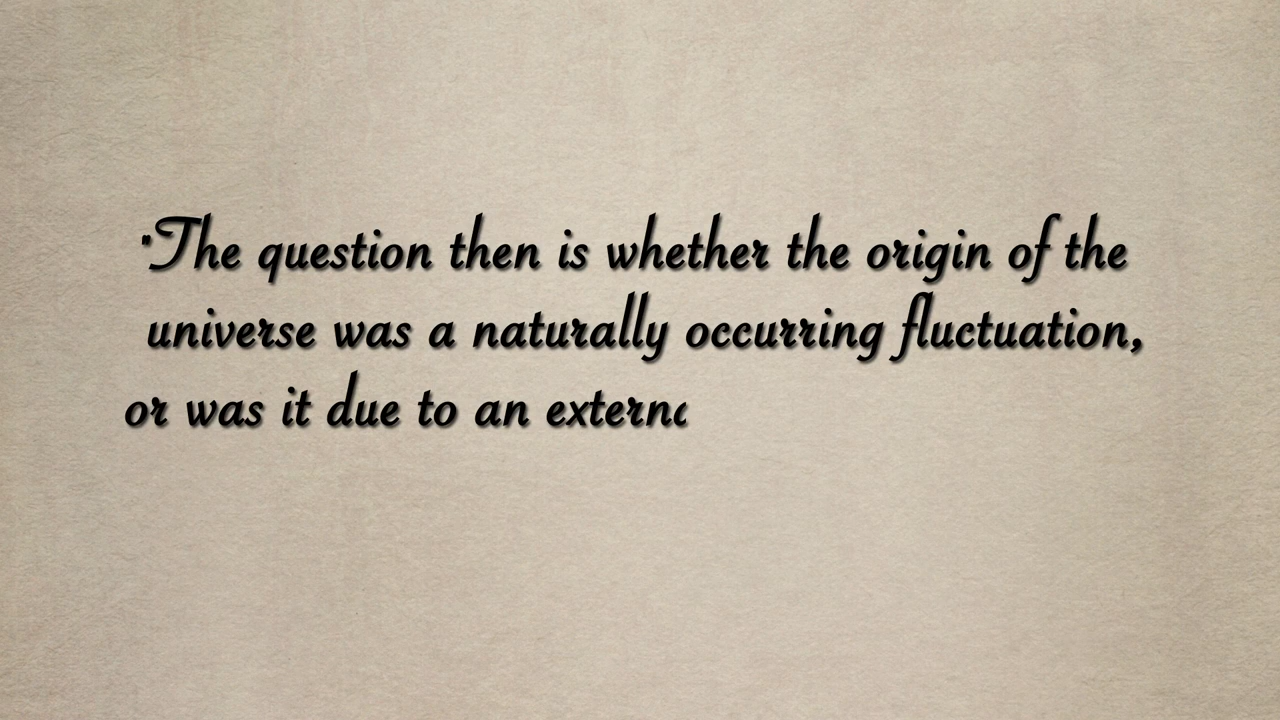 "The question then is whether the origin of the
universe was a naturally occurring fluctuation,
or was it due to an